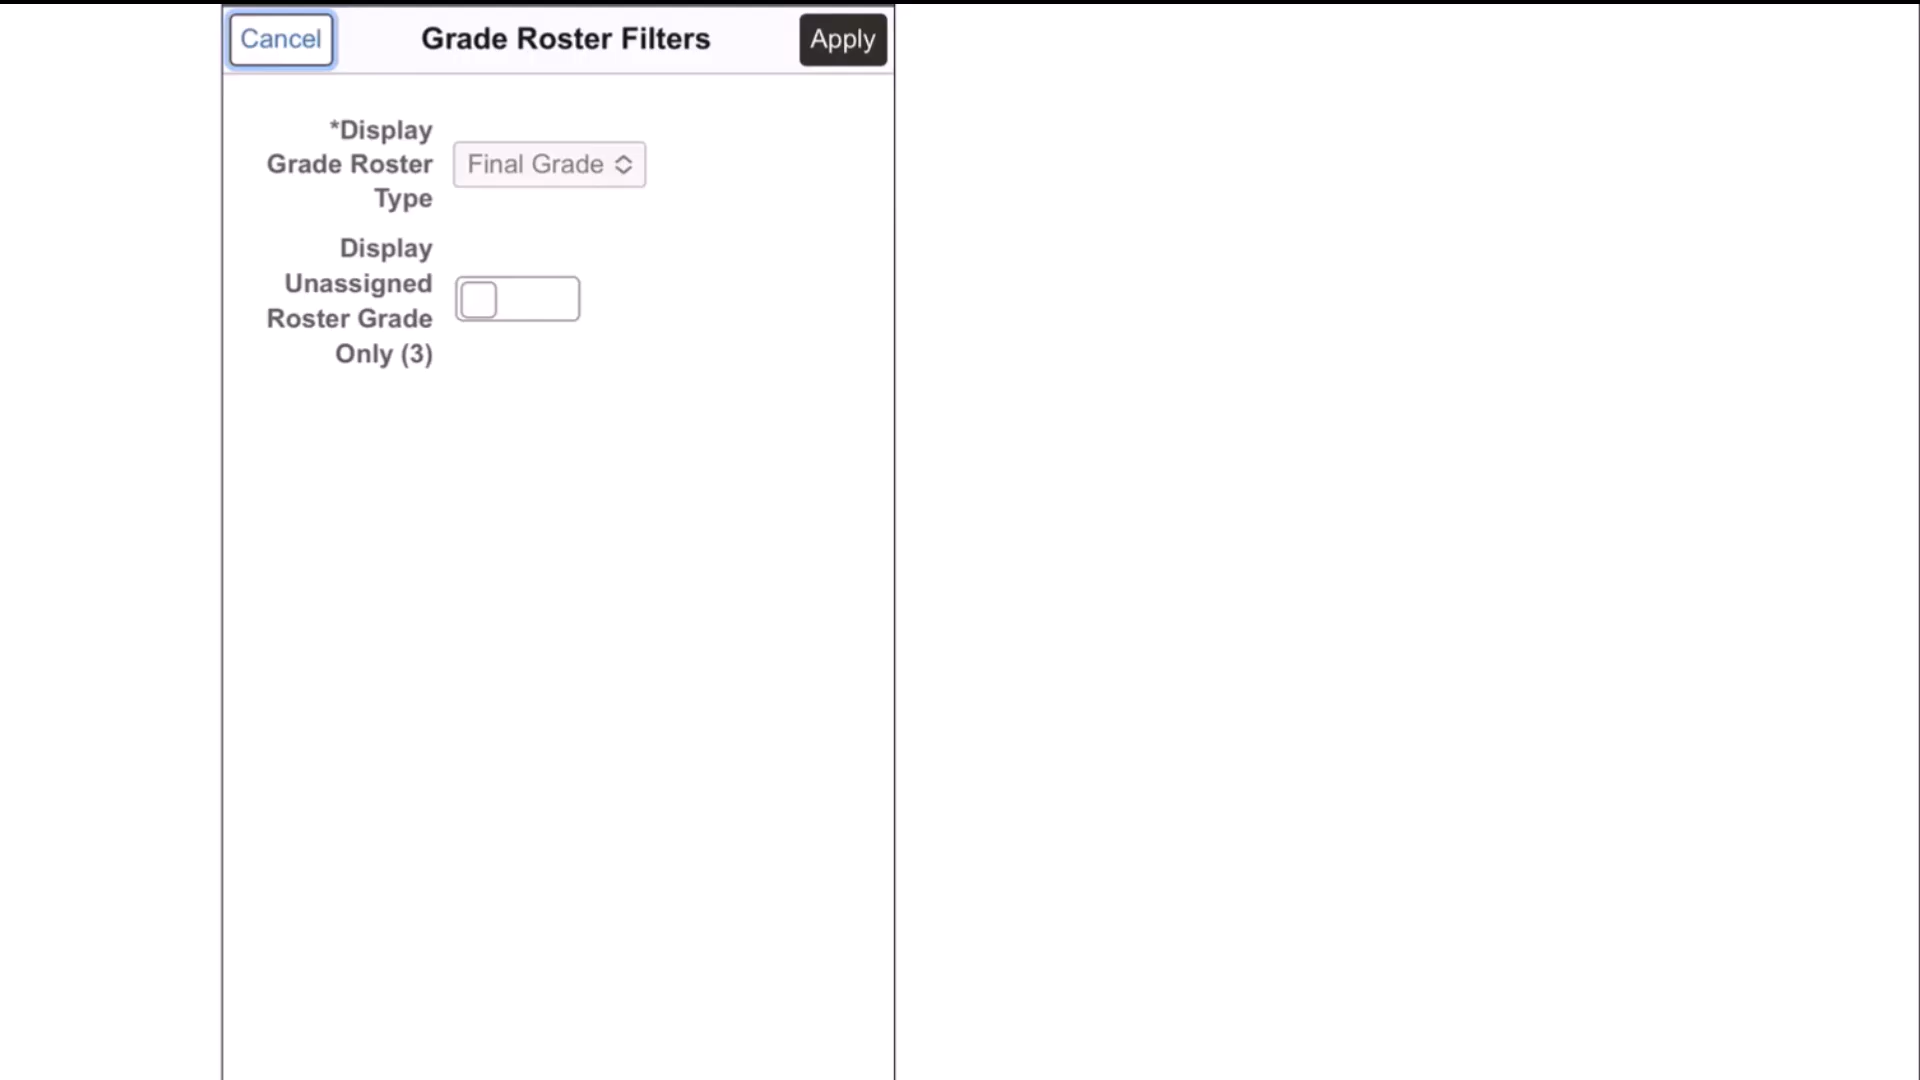 Cancel
Grade Roster Filters
Apply
*Display
Grade Roster
Type
Final Grade
Display
Unassigned
Roster Grade
Only (3)